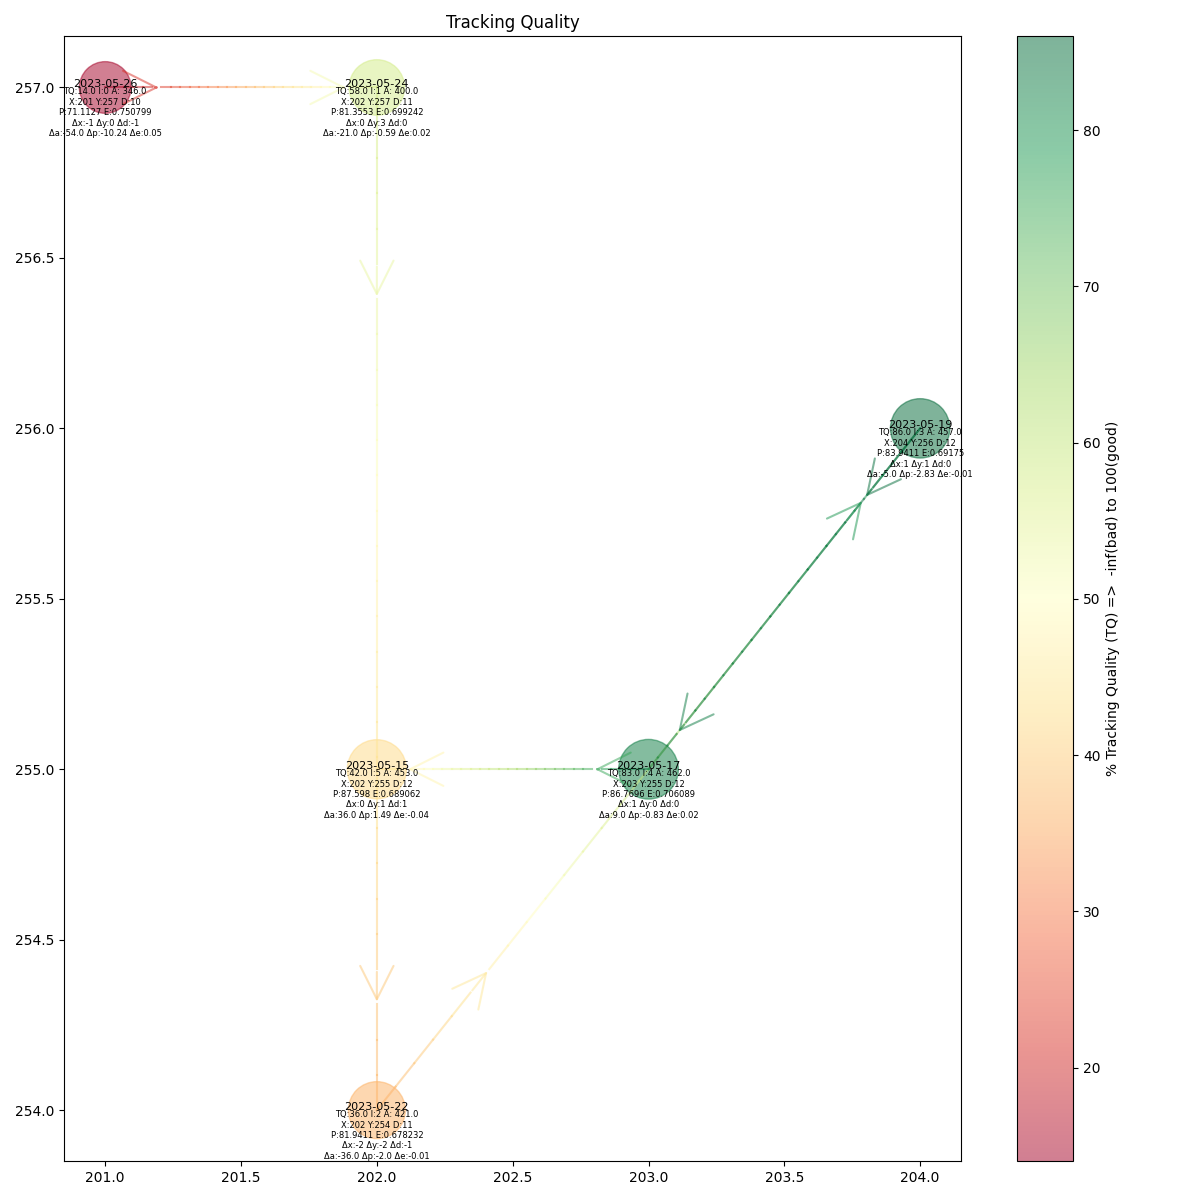 Tracking Quality
257.0
256.5
256.0
255.5
255.0
254.5
254.0
2023-05-26
TQ:14.0 I:0 A: 346.0
X:201 Y:257 D:10
P:71.1127 E:0.750799
Δx:-1 Δy:0 Δd:-1
Δa:-54.0 Δp:-10.24 Δe:0.05
2023-05-24
TQ:58.0 I:1 A: 400.0
X:202 Y:257 D:11
P:81.3553 E:0.699242
Δx:0 Δy:3 Δd:0
Δa:-21.0 Δp:-0.59 Δe:0.02
2023-05-19
TQ:86.0 I:3 A: 457.0
X:204 Y:256 D:12
P:83.9411 E:0.69175
Δx:1 Δy:1 Δd:0
Δa:-5.0 Δp:-2.83 Δe:-0.01
2023-05-15
TQ:42.0 I:5 A: 453.0
X:202 Y:255 D:12
P:87.598 E:0.689062
Δx:0 Δy:1 Δd:1
Δa:36.0 Δp:1.49 Δe:-0.04
2023-05-17
TQ:83.0 I:4 A: 462.0
X:203 Y:255 D:12
P:86.7696 E:0.706089
Δx:1 Δy:0 Δd:0
Δa:9.0 Δp:-0.83 Δe:0.02
2023-05-22
TQ:36.0 I:2 A: 421.0
X:202 Y:254 D:11
P:81.9411 E:0.678232
Δx:-2 Δy:-2 Δd:-1
Δa:-36.0 Δp:-2.0 Δe:-0.01
201.0
201.5
202.0
202.5
203.0
203.5
204.0
80
70
60
50
40
30
20
% Tracking Quality (TQ) => -inf(bad) to 100(good)